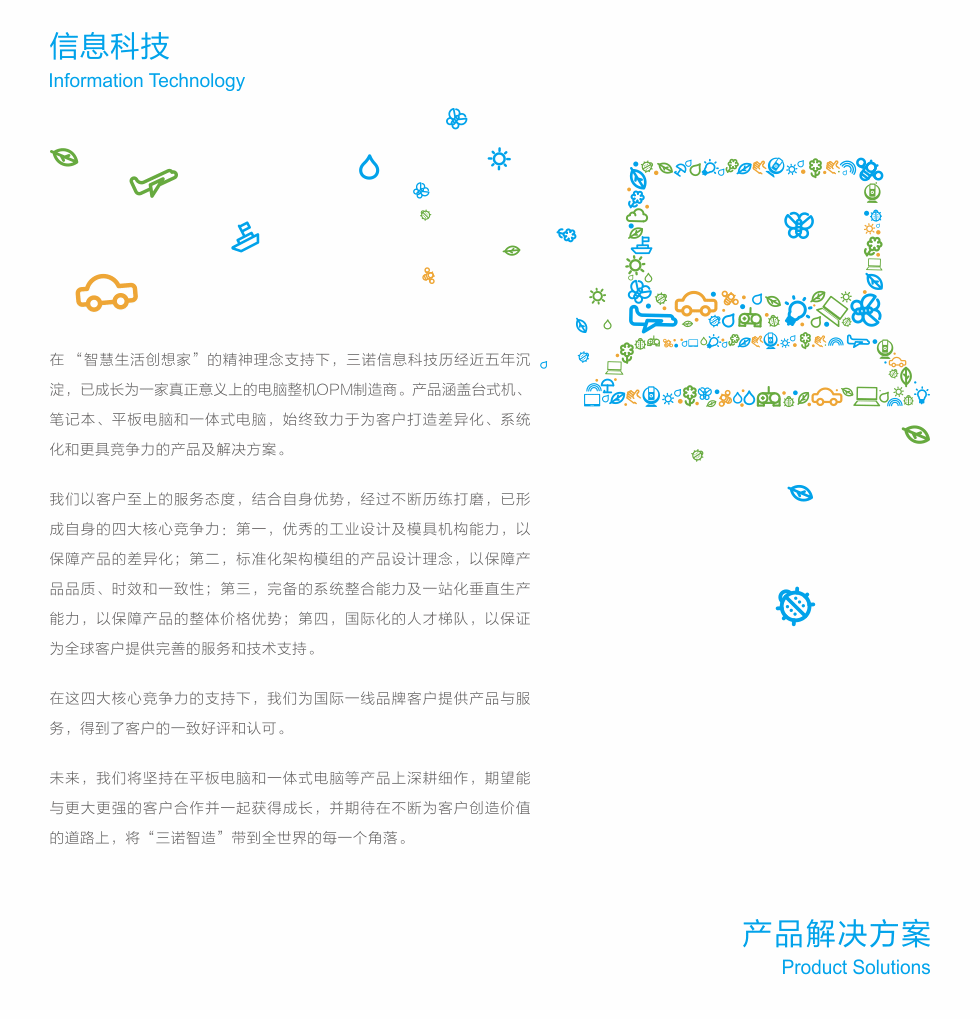 信息科技
Information Technology
在“智慧生活创想家”的精神理念支持下，三诺信息科技历经近五年沉
淀，已成长为一家真正意义上的电脑整机OPM制造商。产品涵盖台式机、
笔记本、平板电脑和一体式电脑，始终致力于为客户打造差异化、系统
化和更具竞争力的产品及解决方案。
我们以客户至上的服务态度，结合自身优势，经过不断历练打磨，已形
成自身的四大核心竞争力：第一，优秀的工业设计及模具机构能力，以
保障产品的差异化；第二，标准化架构模组的产品设计理念，以保障产
品品质、时效和一致性；第三，完备的系统整合能力及一站化垂直生产
能力，以保障产品的整体价格优势；第四，国际化的人才梯队，以保证
为全球客户提供完善的服务和技术支持。
在这四大核心竞争力的支持下，我们为国际一线品牌客户提供产品与服
务，得到了客户的一致好评和认可。
未来，我们将坚持在平板电脑和一体式电脑等产品上深耕细作，期望能
与更大更强的客户合作并一起获得成长，并期待在不断为客户创造价值
的道路上，将“三诺智造”带到全世界的每一个角落。
产品解决方案
Product Solutions